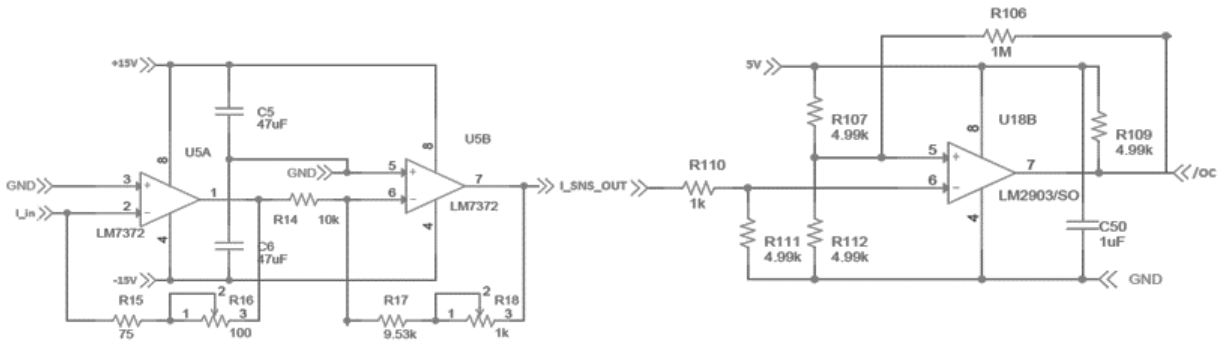 R106
1M
+15V
5V
C5
47uF
R107
4.99k
U18B
8
R109
4.99k
U5A
8
U5B
8
GND
5
+
7
I_SNS_OUT
R110
1k
5
+
7
/OC
GND
3
+
1
6
-
6
-
LM2903/SO
I_in
2
-
R14
10k
LM7372
4
LM7372
4
4
C6
47uF
R111
4.99k
R112
4.99k
C50
1uF
-15V
GND
R15
75
1
2
R16
3
100
R17
9.53k
1
2
R18
3
1k